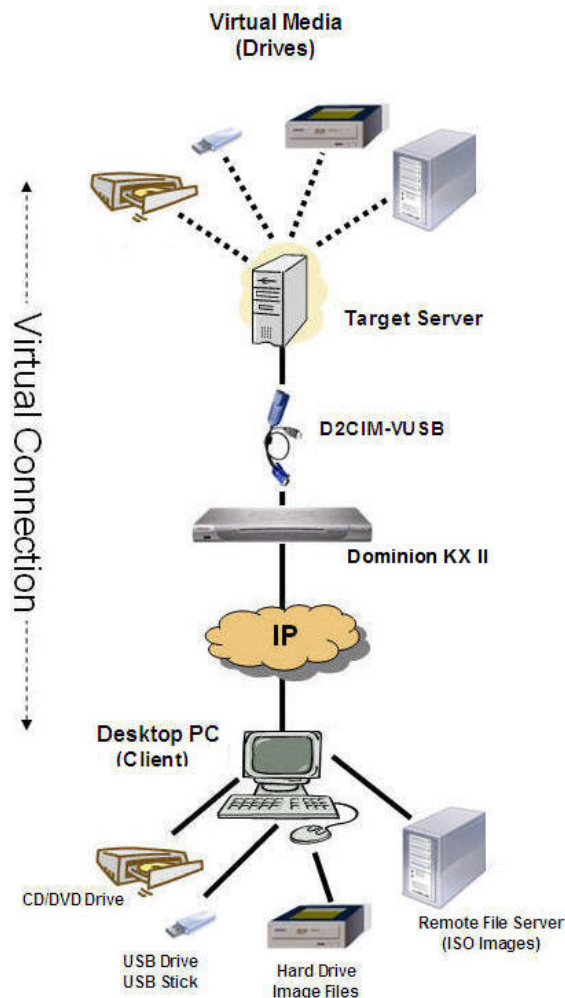 Virtual Media
(Drives)
Target Server
D2CIM-VUSB
Virtual Connection
Dominion KX II
IP
Desktop PC
(Client)
CD/DVD Drive
USB Drive
USB Stick
Hard Drive
Image Files
Remote File Server
(ISO Images)